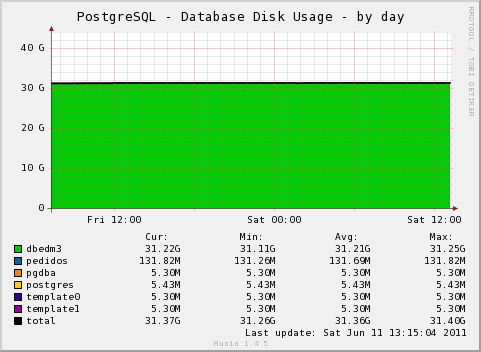 PostgreSQL - Database Disk Usage - by day
RRDTOOL / TOBI OETIKER
40 G
30 G
20 G
10 G
0
Fri 12:00 Sat 00:00 Sat 12:00
Cur: Min: Avg: Max:
dbedm3 31.22G 31.11G 31.21G 31.25G
pedidos 131.82M 131.26M 131.69M 131.82M
pgdba 5.30M 5.30M 5.30M 5.30M
postgres 5.43M 5.43M 5.43M 5.43M
template0 5.30M 5.30M 5.30M 5.30M
template1 5.30M 5.30M 5.30M 5.30M
total 31.37G 31.26G 31.36G 31.40G
Last update: Sat Jun 11 13:15:04 2011
Munin 1.4.5